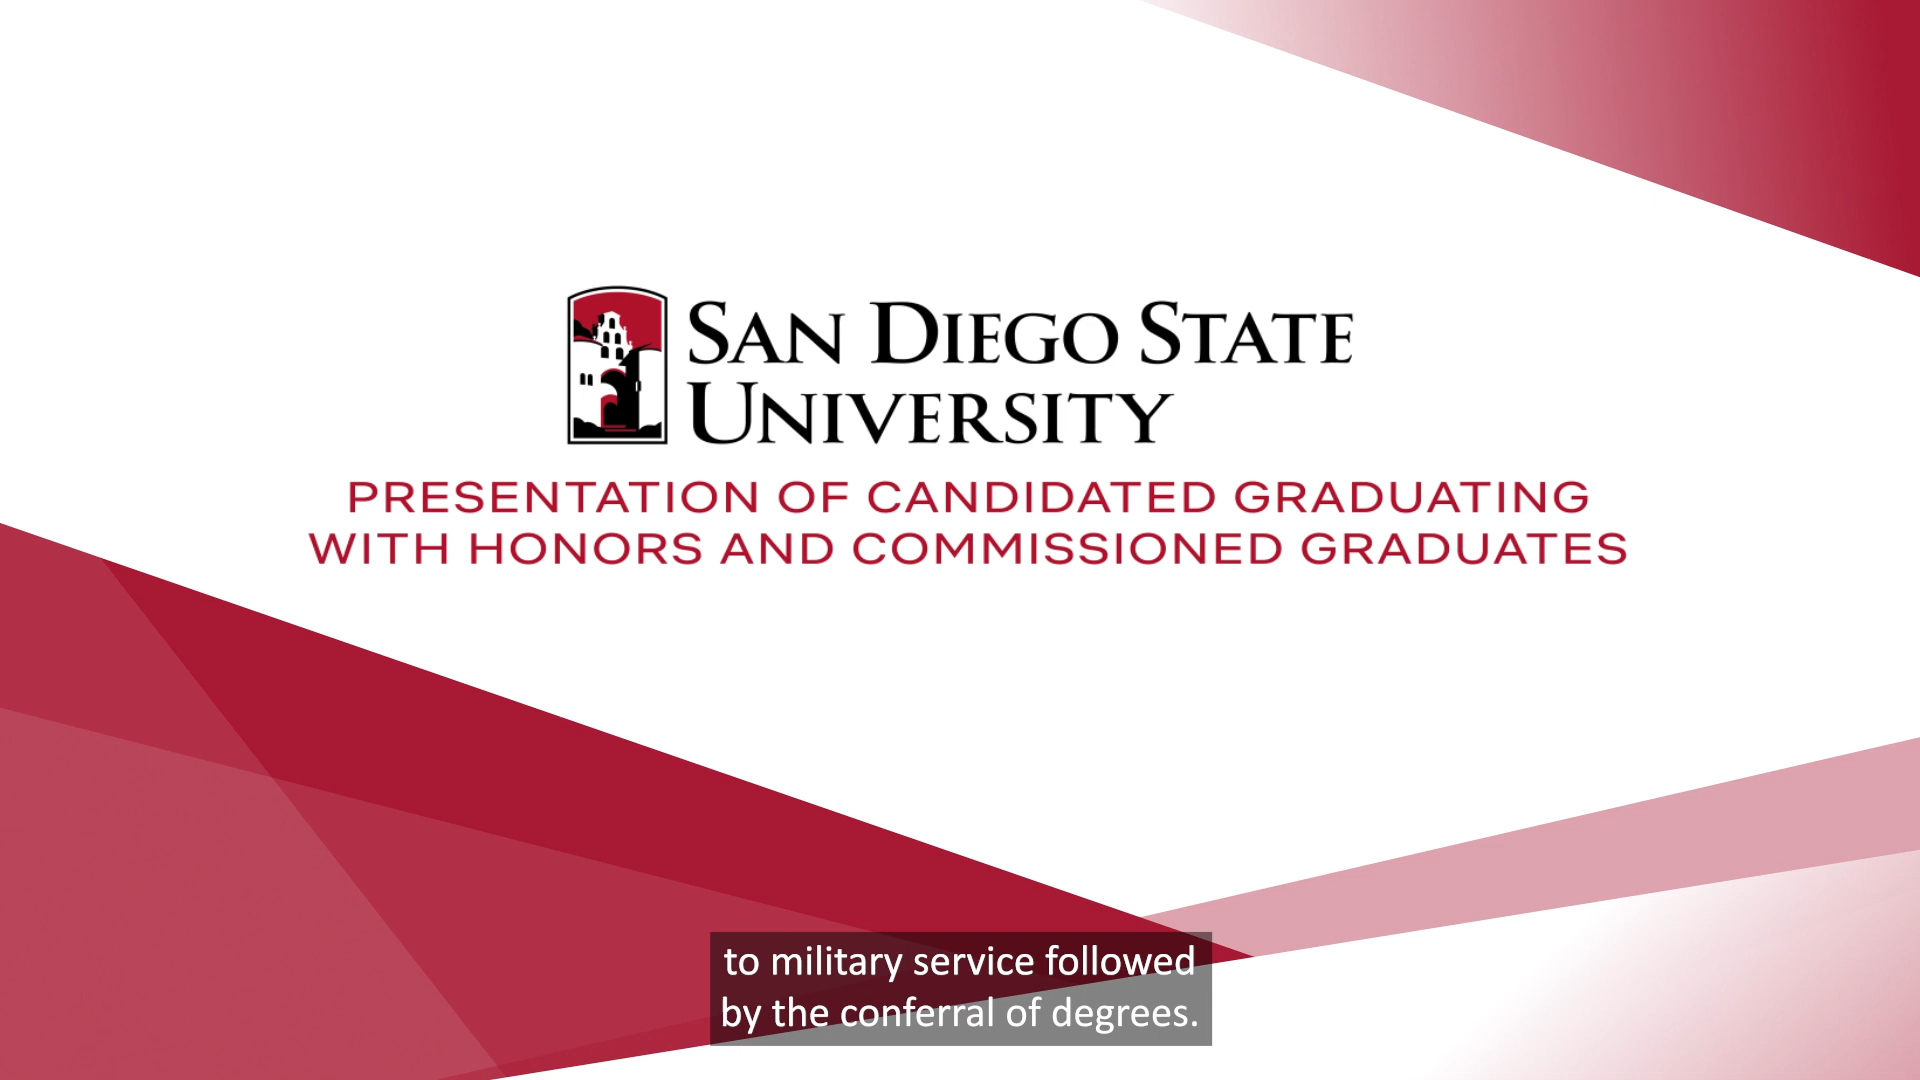 SAN DIEGO STATE
UNIVERSITY
PRESENTATION OF CANDIDATED GRADUATING
WITH HONORS AND COMMISSIONED GRADUATES
to military service followed
by the conferral of degrees.